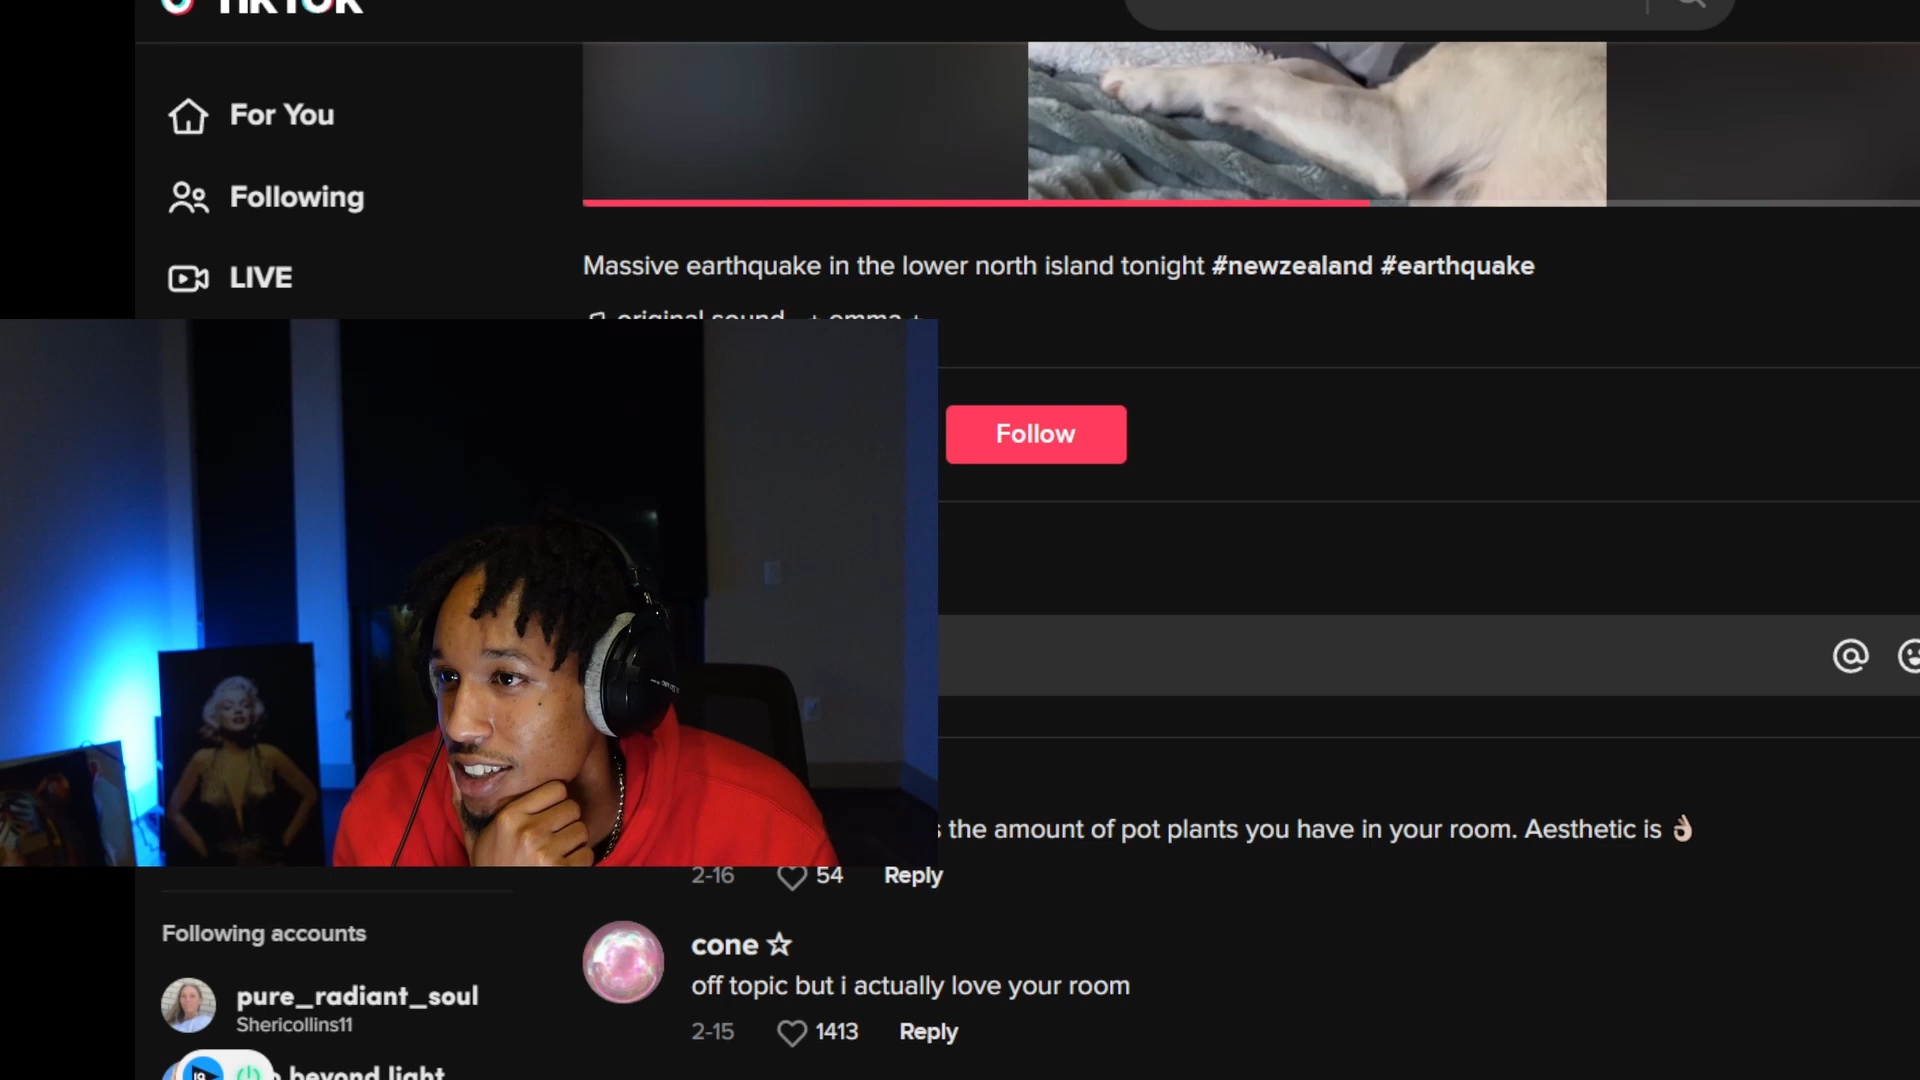 TikTok
For You
Following
LIVE
Massive earthquake in the lower north island tonight #newzealand #earthquake
original sound - + emma +
Follow
the amount of pot plants you have in your room. Aesthetic is 👌🏼
2-16 54 Reply
Following accounts
cone ☆
off topic but i actually love your room
2-15 1413 Reply
pure_radiant_soul
Shericollins11
beyond light